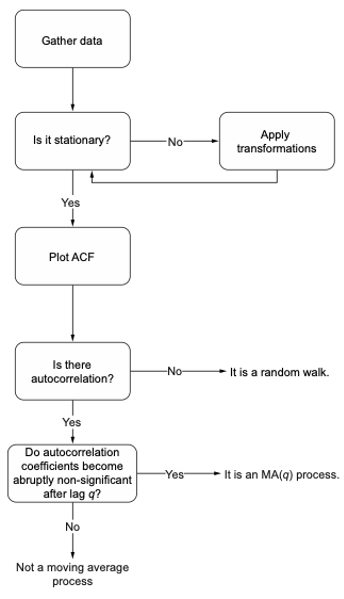 Gather data
Is it stationary?
No
Apply
transformations
Yes
Plot ACF
Is there
autocorrelation?
No
It is a random walk.
Yes
Do autocorrelation
coefficients become
abruptly non-significant
after lag q?
Yes
It is an MA(q) process.
No
Not a moving average
process